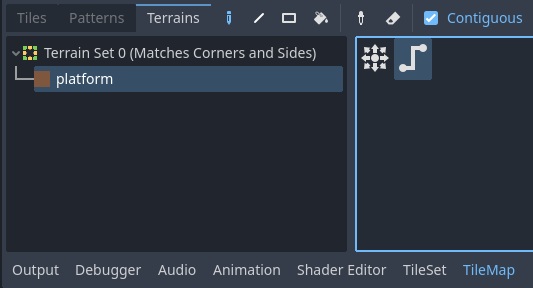 Tiles Patterns Terrains Contiguous
Terrain Set 0 (Matches Corners and Sides)
platform
Output Debugger Audio Animation Shader Editor TileSet TileMap